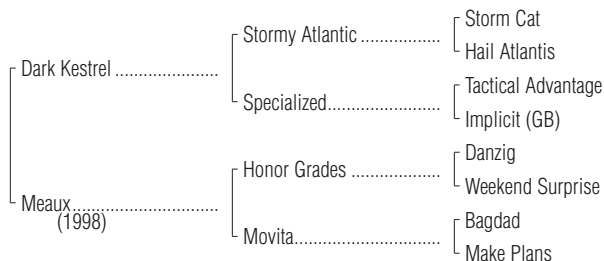 Storm Cat
Stormy Atlantic ....................
Hail Atlantis
Dark Kestrel ......................
Tactical Advantage
Specialized......................
Implicit (GB)
Danzig
Honor Grades ....................
Weekend Surprise
Meaux..............................
(1998)
Bagdad
Movita.............................
Make Plans